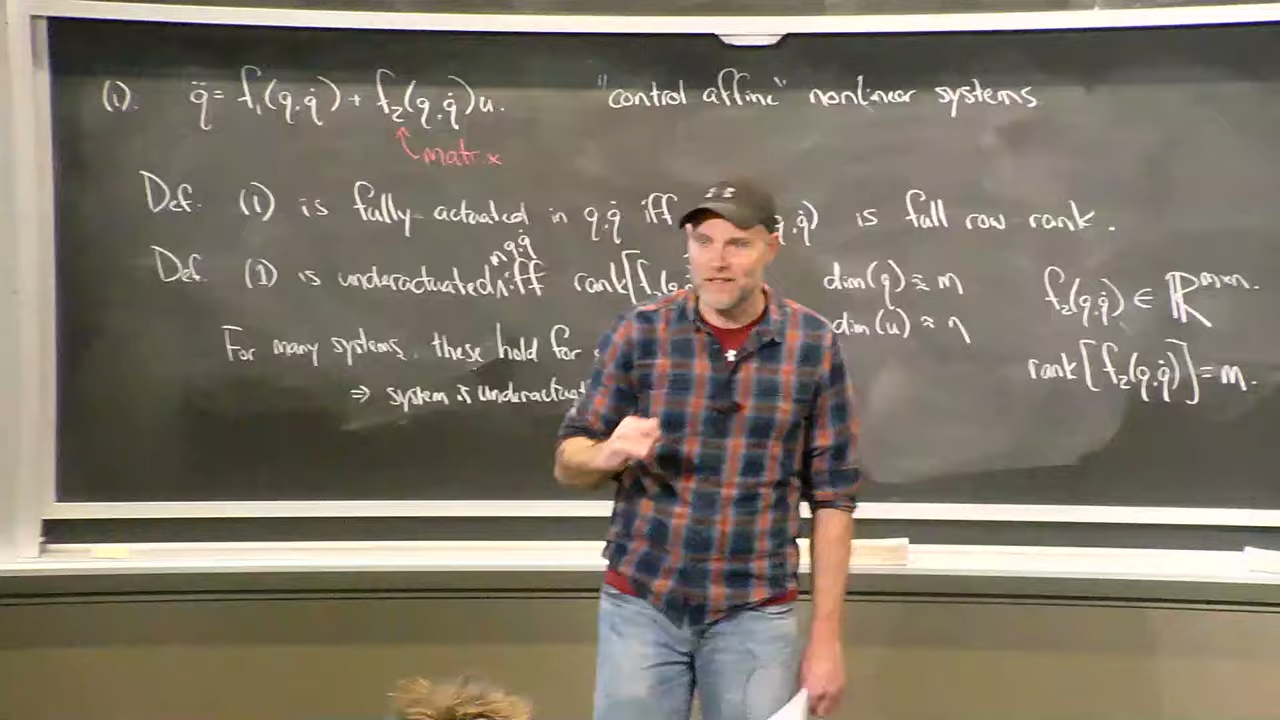 (1). q̈ = f₁(q,q̇) + f₂(q,q̇)u. "control affine" nonlinear systems
matrix
Def. (1) is fully-actuated in q,q̇ iff q̇) is full row rank.
in q,q̇
Def. (1) is underactuated iff rank[f₂(q dim(q) ≈ m
dim(u) ≈ n
f₂(q,q̇) ∈ ℝᵐˣⁿ.
rank[f₂(q,q̇)] = m.
For many systems, these hold for
⇒ system is underactuat